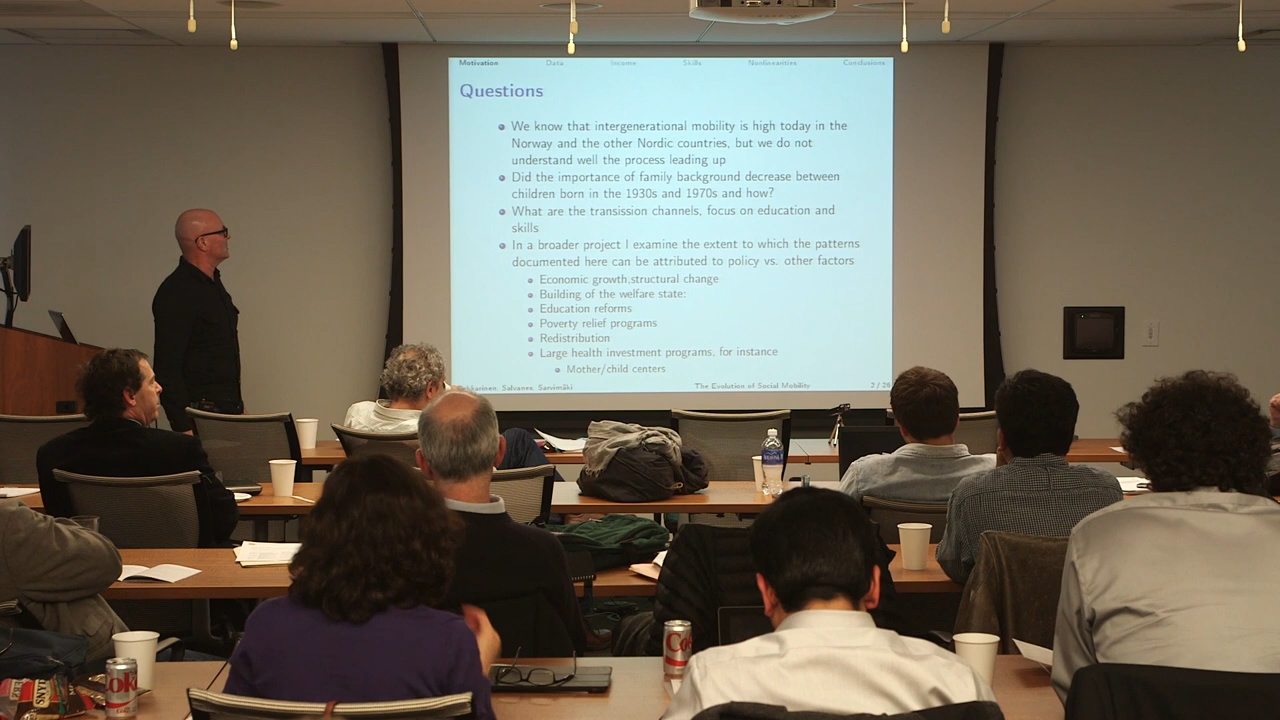 Motivation Data Income Skills Nonlinearities Conclusions
Questions
We know that intergenerational mobility is high today in the
Norway and the other Nordic countries, but we do not
understand well the process leading up
Did the importance of family background decrease between
children born in the 1930s and 1970s and how?
What are the transission channels, focus on education and
skills
In a broader project I examine the extent to which the patterns
documented here can be attributed to policy vs. other factors
Economic growth,structural change
Building of the welfare state:
Education reforms
Poverty relief programs
Redistribution
Large health investment programs, for instance
Mother/child centers
Salvanes, Sarvimäki The Evolution of Social Mobility 2 / 26
Coke